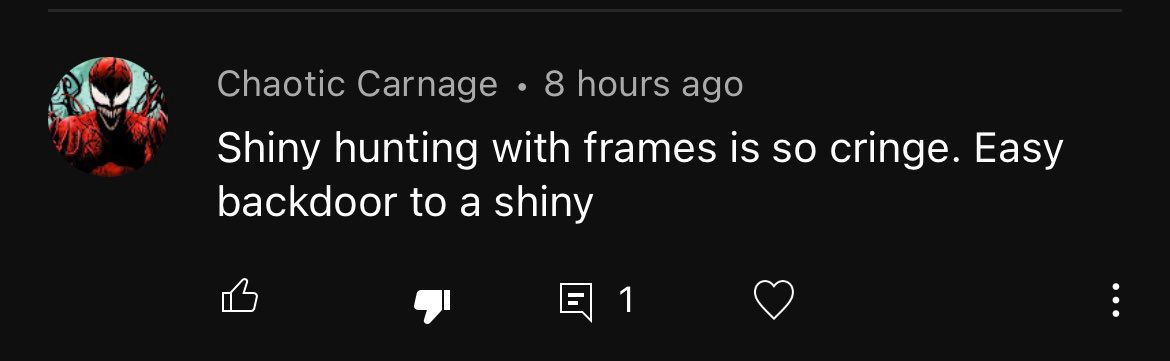 Chaotic Carnage • 8 hours ago
Shiny hunting with frames is so cringe. Easy
backdoor to a shiny
1